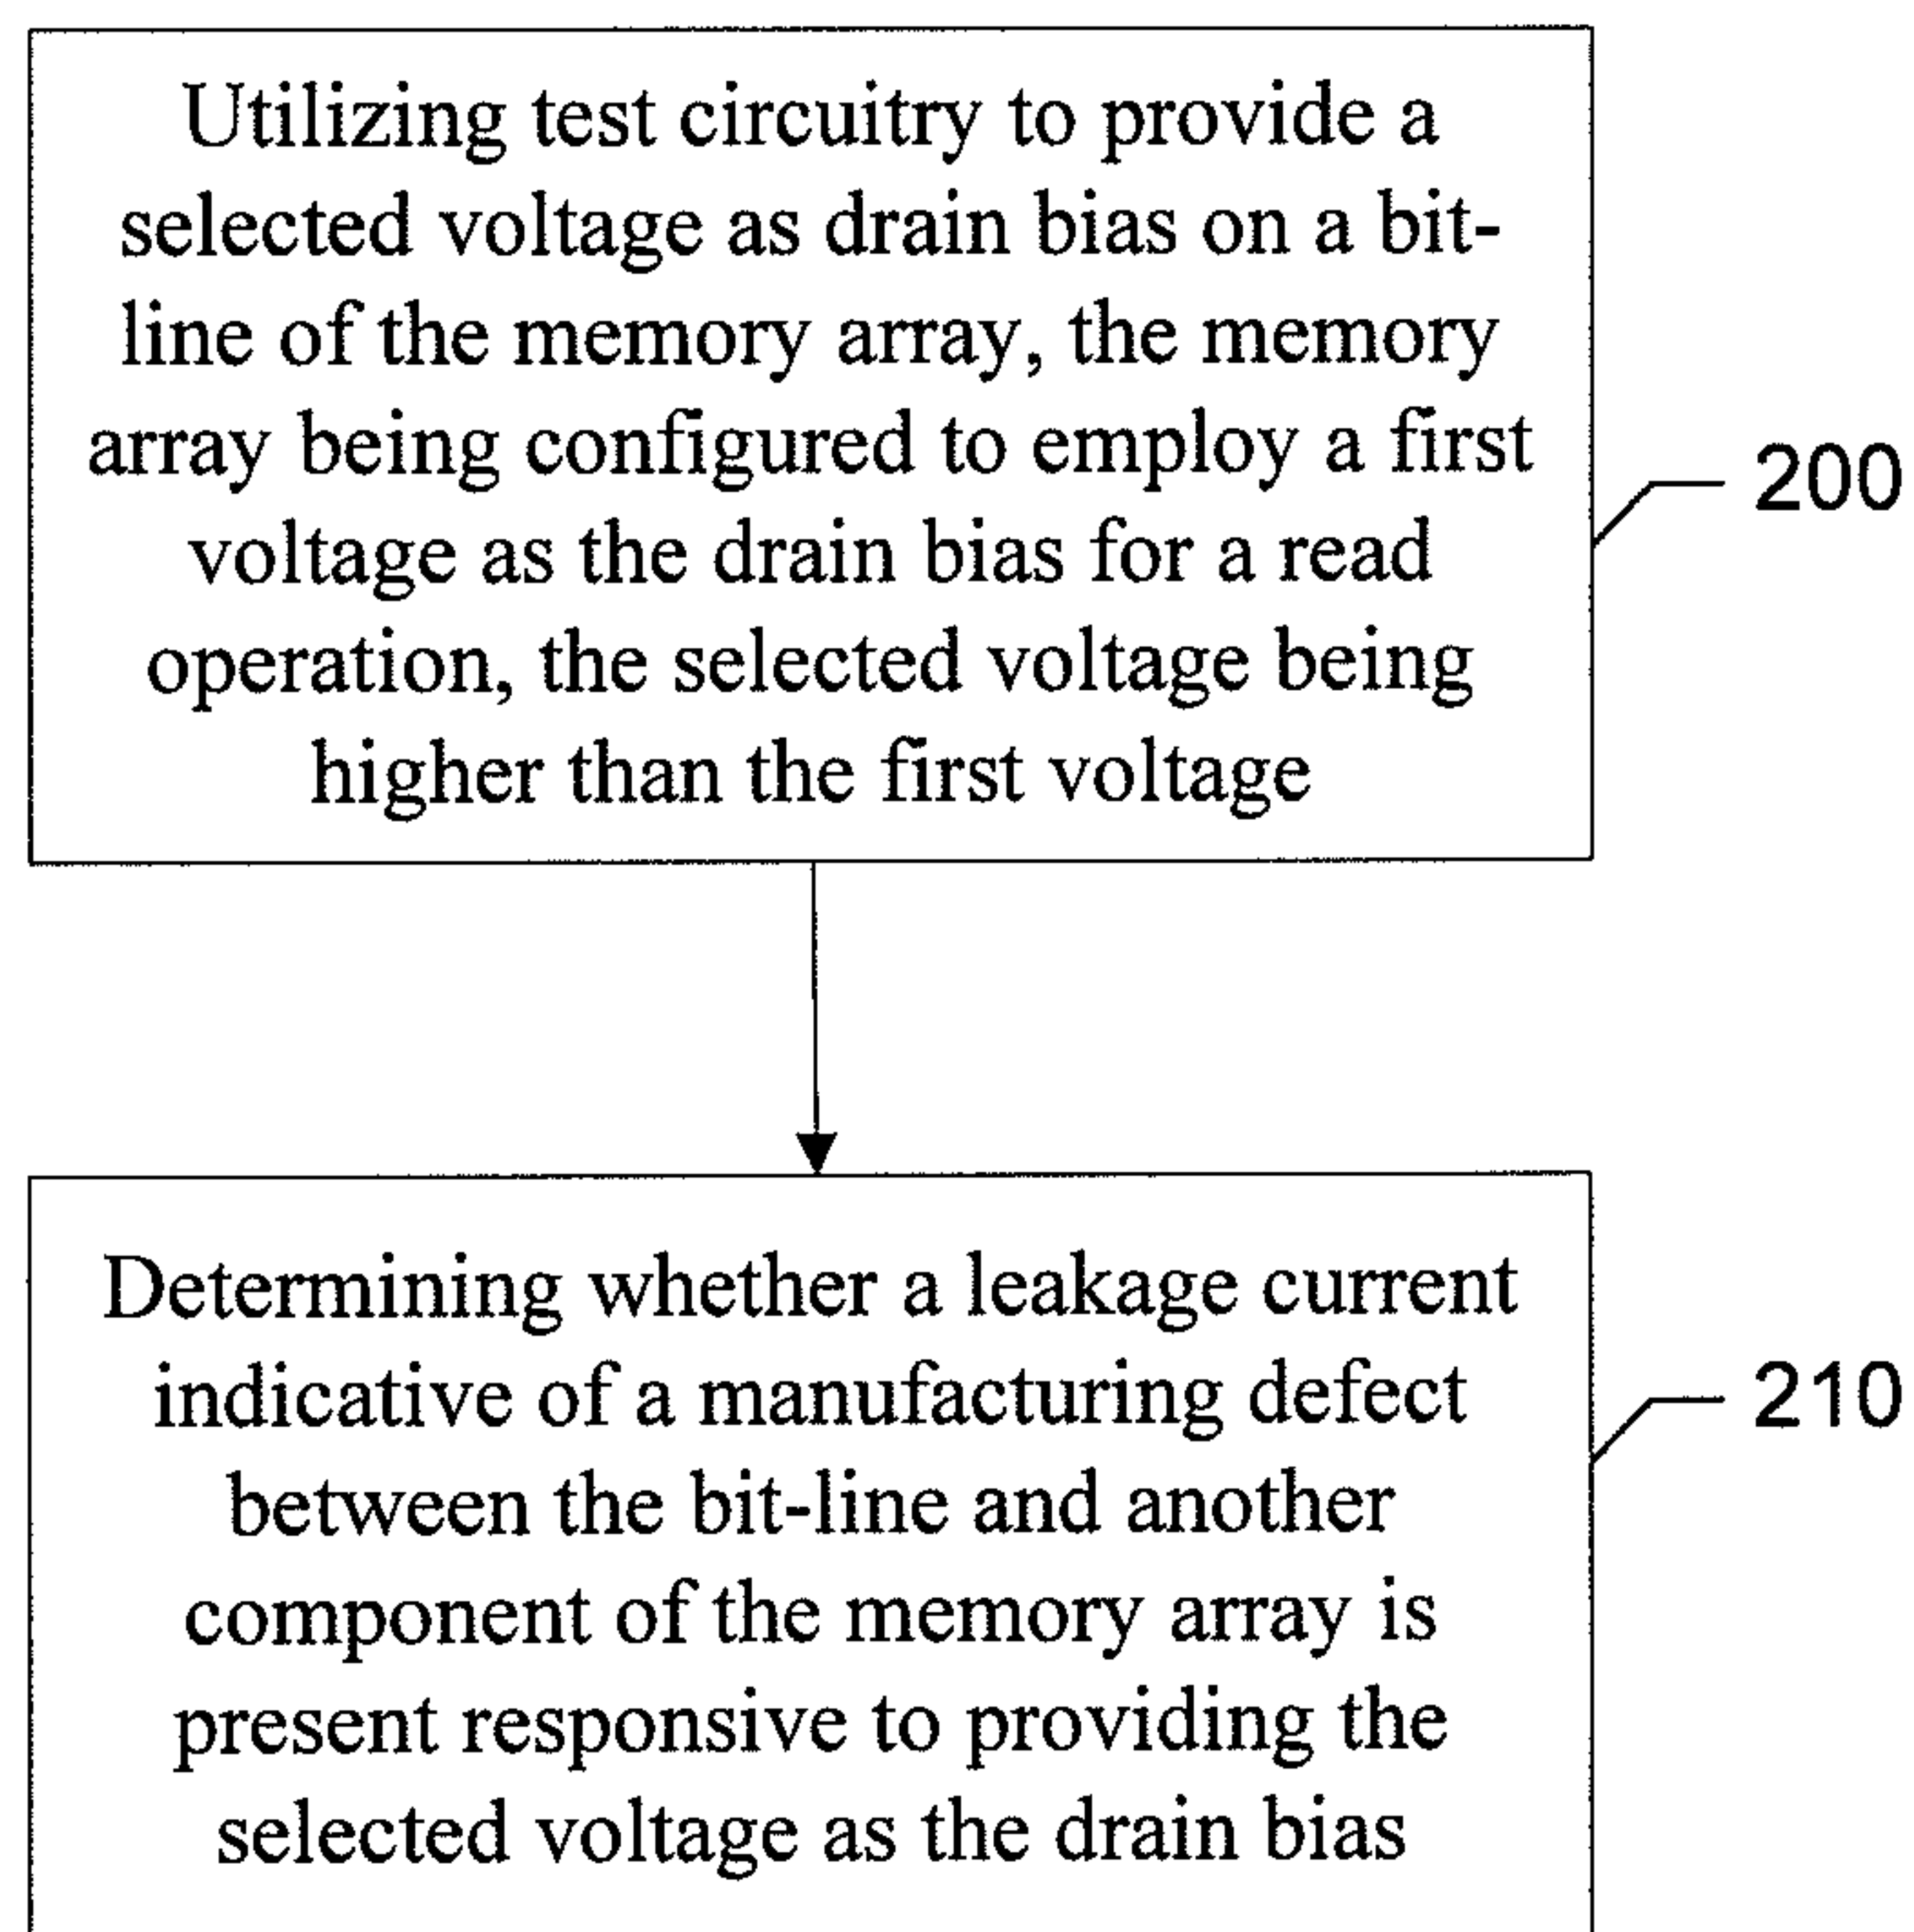 Utilizing test circuitry to provide a
selected voltage as drain bias on a bit-
line of the memory array, the memory
array being configured to employ a first
voltage as the drain bias for a read
operation, the selected voltage being
higher than the first voltage
200
Determining whether a leakage current
indicative of a manufacturing defect
between the bit-line and another
component of the memory array is
present responsive to providing the
selected voltage as the drain bias
210